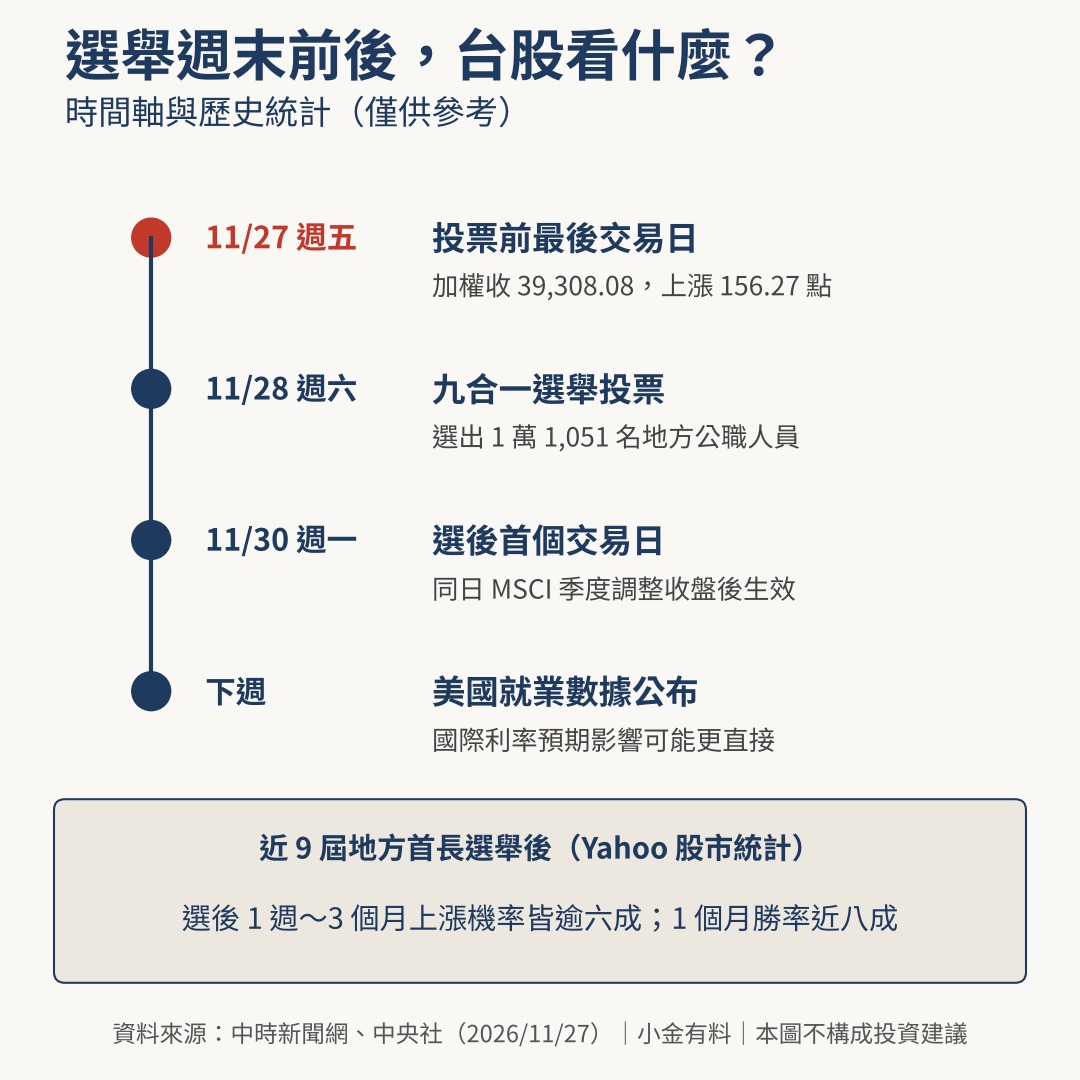 選舉週末前後，台股看什麼？
時間軸與歷史統計（僅供參考）
11/27 週五
投票前最後交易日
加權收 39,308.08，上漲 156.27 點
11/28 週六
九合一選舉投票
選出 1 萬 1,051 名地方公職人員
11/30 週一
選後首個交易日
同日 MSCI 季度調整收盤後生效
下週
美國就業數據公布
國際利率預期影響可能更直接
近 9 屆地方首長選舉後（Yahoo 股市統計）
選後 1 週～3 個月上漲機率皆逾六成；1 個月勝率近八成
資料來源：中時新聞網、中央社（2026/11/27）｜小金有料｜本圖不構成投資建議